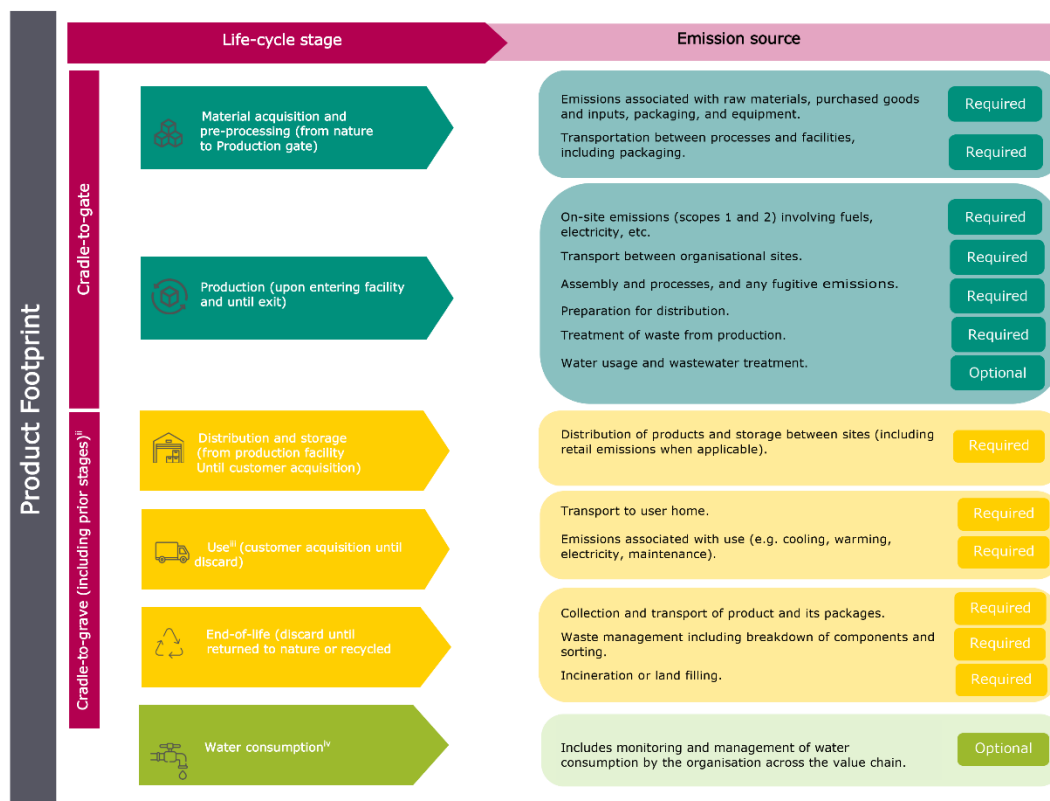 Life-cycle stage
Emission source
Product Footprint
Cradle-to-gate
Material acquisition and
pre-processing (from nature
to Production gate)
Emissions associated with raw materials, purchased goods
and inputs, packaging, and equipment.
Required
Transportation between processes and facilities,
including packaging.
Required
Production (upon entering facility
and until exit)
On-site emissions (scopes 1 and 2) involving fuels,
electricity, etc.
Required
Transport between organisational sites.
Required
Assembly and processes, and any fugitive emissions.
Required
Preparation for distribution.
Treatment of waste from production.
Required
Water usage and wastewater treatment.
Optional
Cradle-to-grave (including prior stages)ii
Distribution and storage
(from production facility
Until customer acquisition)
Distribution of products and storage between sites (including
retail emissions when applicable).
Required
Useiii (customer acquisition until
discard)
Transport to user home.
Required
Emissions associated with use (e.g. cooling, warming,
electricity, maintenance).
Required
End-of-life (discard until
returned to nature or recycled
Collection and transport of product and its packages.
Required
Waste management including breakdown of components and
sorting.
Required
Incineration or land filling.
Required
Water consumptioniv
Includes monitoring and management of water
consumption by the organisation across the value chain.
Optional